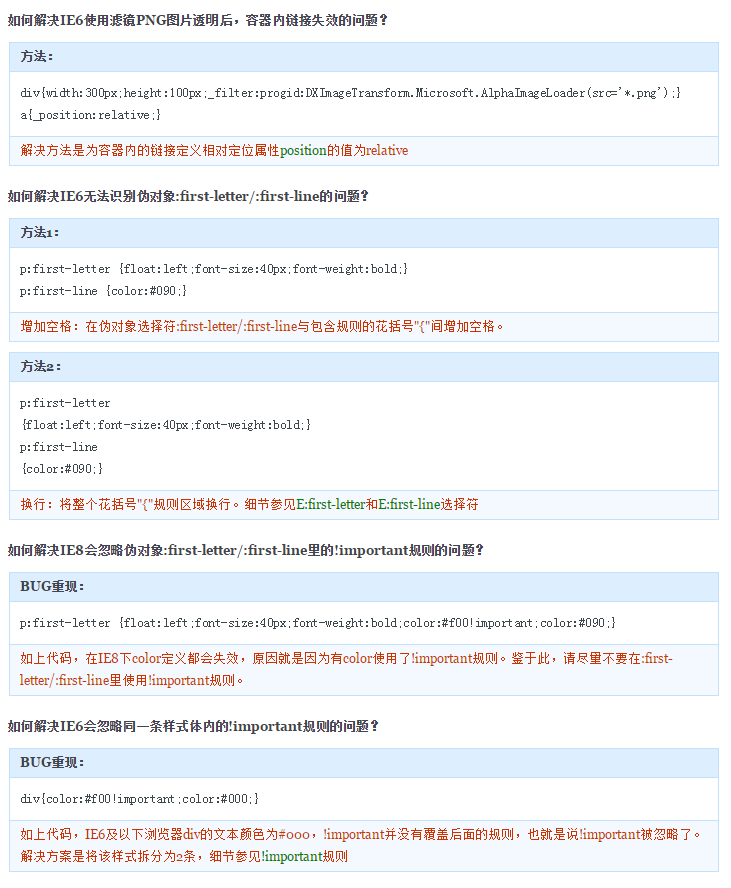 如何解决IE6使用滤镜PNG图片透明后，容器内链接失效的问题？
方法：
div{width:300px;height:100px;_filter:progid:DXImageTransform.Microsoft.AlphaImageLoader(src='*.png');}
a{_position:relative;}
解决方法是为容器内的链接定义相对定位属性position的值为relative
如何解决IE6无法识别伪对象:first-letter/:first-line的问题？
方法1：
p:first-letter {float:left;font-size:40px;font-weight:bold;}
p:first-line {color:#090;}
增加空格：在伪对象选择符:first-letter/:first-line与包含规则的花括号"{"间增加空格。
方法2：
p:first-letter
{float:left;font-size:40px;font-weight:bold;}
p:first-line
{color:#090;}
换行：将整个花括号"{"规则区域换行。细节参见E:first-letter和E:first-line选择符
如何解决IE8会忽略伪对象:first-letter/:first-line里的!important规则的问题？
BUG重现：
p:first-letter {float:left;font-size:40px;font-weight:bold;color:#f00!important;color:#090;}
如上代码，在IE8下color定义都会失效，原因就是因为有color使用了!important规则。鉴于此，请尽量不要在:first-
letter/:first-line里使用!important规则。
如何解决IE6会忽略同一条样式体内的!important规则的问题？
BUG重现：
div{color:#f00!important;color:#000;}
如上代码，IE6及以下浏览器div的文本颜色为#000，!important并没有覆盖后面的规则，也就是说!important被忽略了。
解决方案是将该样式拆分为2条，细节参见!important规则